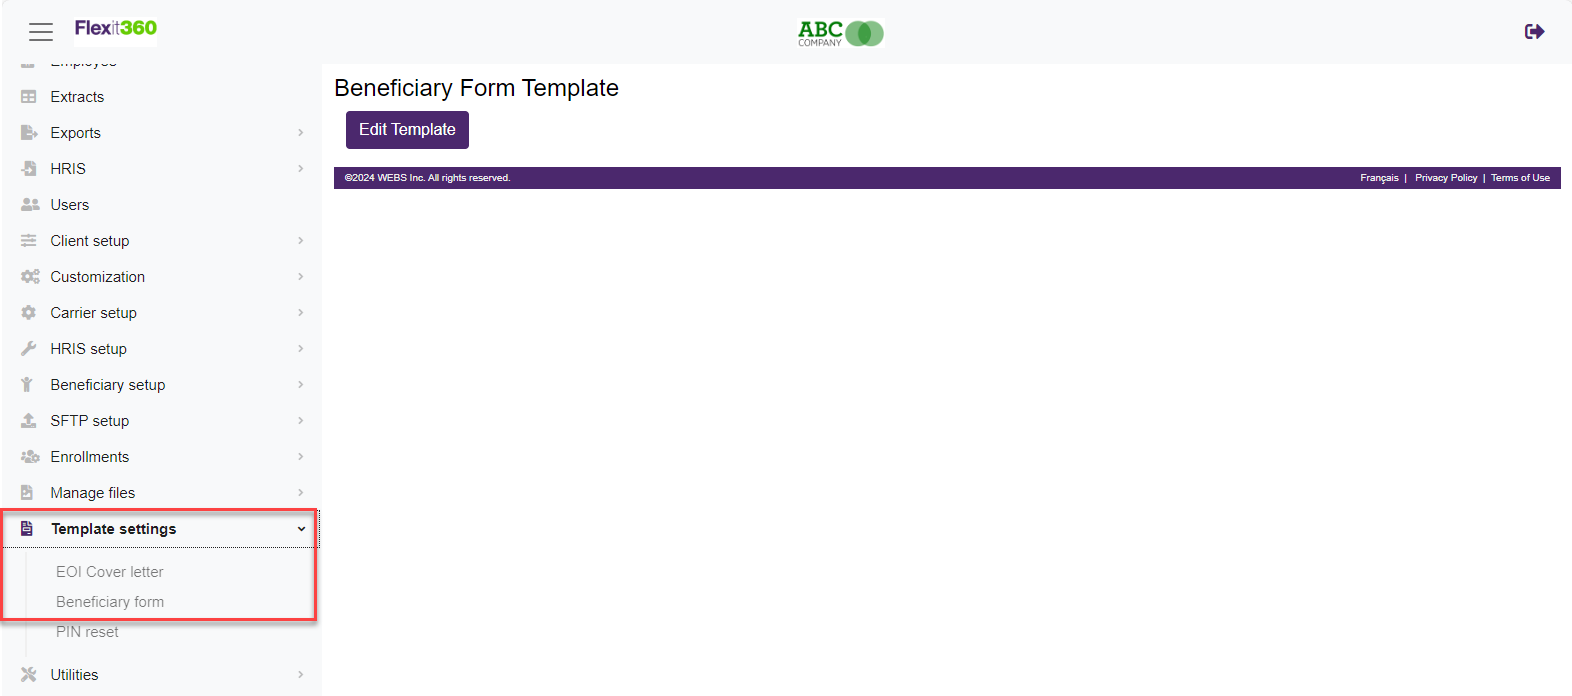 Flexit360
ABC
COMPANY
Employee
Extracts
Exports
HRIS
Users
Client setup
Customization
Carrier setup
HRIS setup
Beneficiary setup
SFTP setup
Enrollments
Manage files
Template settings
EOI Cover letter
Beneficiary form
PIN reset
Utilities
Beneficiary Form Template
Edit Template
©2024 WEBS Inc. All rights reserved.
Français | Privacy Policy | Terms of Use